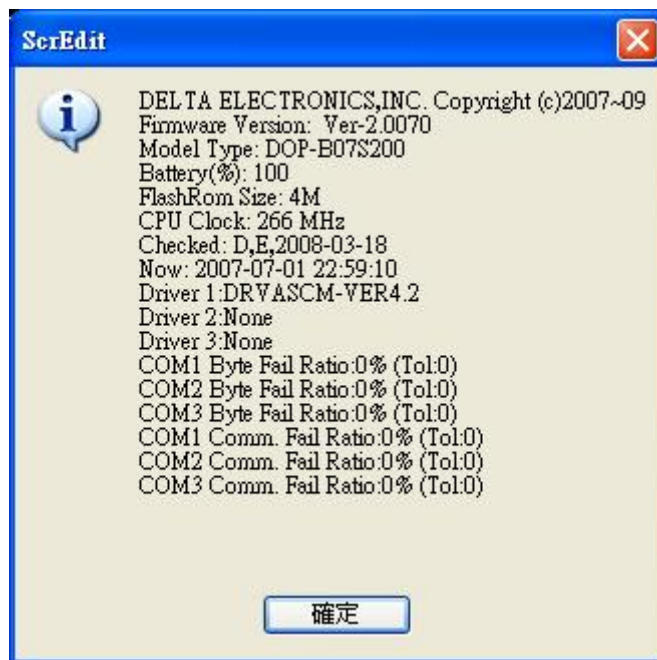 ScrEdit
DELTA ELECTRONICS,INC. Copyright (c)2007~09
Firmware Version:  Ver-2.0070
Model Type: DOP-B07S200
Battery(%): 100
FlashRom Size: 4M
CPU Clock: 266 MHz
Checked: D,E,2008-03-18
Now: 2007-07-01 22:59:10
Driver 1:DRVASCM-VER4.2
Driver 2:None
Driver 3:None
COM1 Byte Fail Ratio:0% (Tol:0)
COM2 Byte Fail Ratio:0% (Tol:0)
COM3 Byte Fail Ratio:0% (Tol:0)
COM1 Comm. Fail Ratio:0% (Tol:0)
COM2 Comm. Fail Ratio:0% (Tol:0)
COM3 Comm. Fail Ratio:0% (Tol:0)
確定